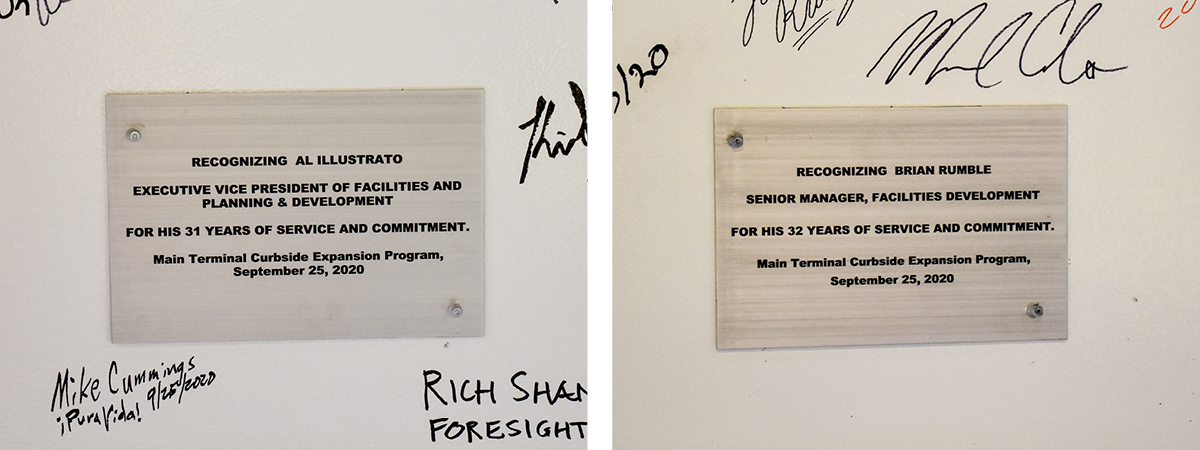 RECOGNIZING AL ILLUSTRATO
EXECUTIVE VICE PRESIDENT OF FACILITIES AND
PLANNING & DEVELOPMENT
FOR HIS 31 YEARS OF SERVICE AND COMMITMENT.
Main Terminal Curbside Expansion Program,
September 25, 2020
Mike Cummings
¡Pura Vida! 9/25/2020
RICH
FORESIGHT
/20
RECOGNIZING BRIAN RUMBLE
SENIOR MANAGER, FACILITIES DEVELOPMENT
FOR HIS 32 YEARS OF SERVICE AND COMMITMENT.
Main Terminal Curbside Expansion Program,
September 25, 2020